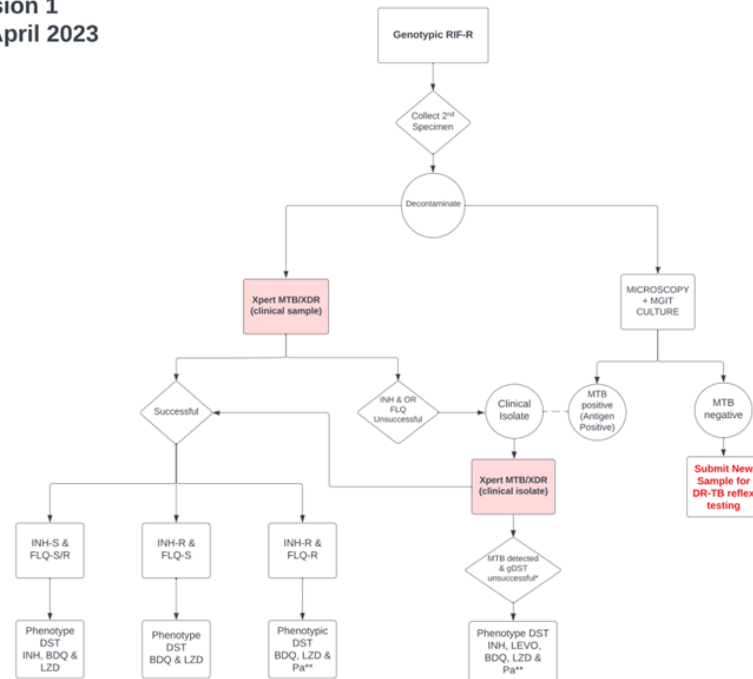 sion 1
April 2023
Genotypic RIF-R
Collect 2nd
Specimen
Decontaminate
Xpert MTB/XDR
(clinical sample)
MICROSCOPY
+ MGIT
CULTURE
Successful
INH & OR
FLQ
Unsuccessful
Clinical
Isolate
MTB
positive
(Antigen
Positive)
MTB
negative
Xpert MTB/XDR
(clinical isolate)
Submit New
Sample for
DR-TB reflex
testing
INH-S &
FLQ-S/R
INH-R &
FLQ-S
INH-R &
FLQ-R
MTB detected
& gDST
unsuccessful*
Phenotype
DST
INH, BDQ &
LZD
Phenotype
DST
BDQ & LZD
Phenotypic
DST
BDQ, LZD &
Pa**
Phenotype DST
INH, LEVO,
BDQ, LZD &
Pa**